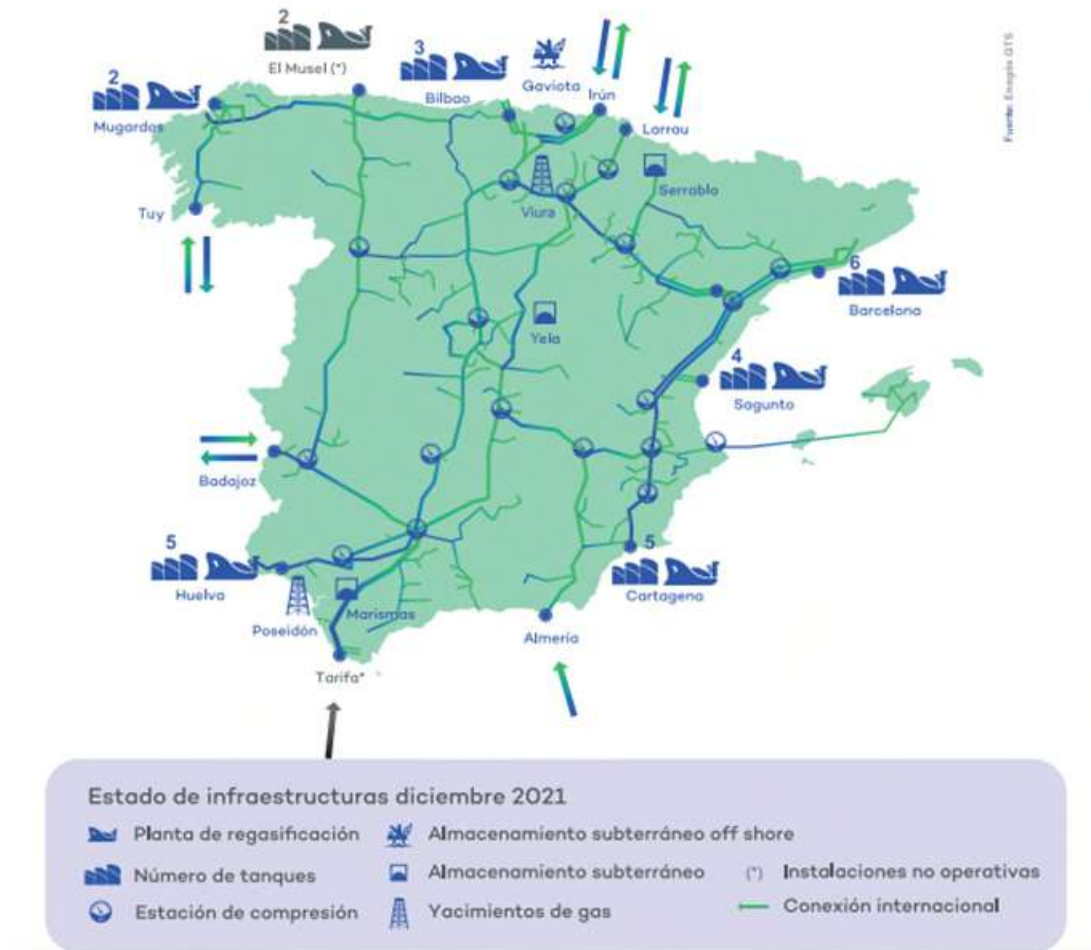 2
El Musel (*)
3
Bilbao
Gaviota
Irún
Larrau
2
Mugardos
Fuente: Enagás GTS
Serrablo
Viura
Tuy
6
Barcelona
Yela
4
Sagunto
Badajoz
5
Huelva
5
Cartagena
Marismas
Poseidón
Almería
Tarifa*
Estado de infraestructuras diciembre 2021
Planta de regasificación
Almacenamiento subterráneo off shore
Número de tanques
Almacenamiento subterráneo
(*) Instalaciones no operativas
Estación de compresión
Yacimientos de gas
Conexión internacional